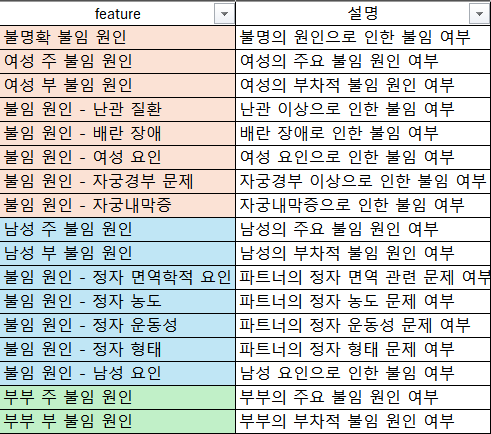 feature 설명
불명확 불임 원인 불명의 원인으로 인한 불임 여부
여성 주 불임 원인 여성의 주요 불임 원인 여부
여성 부 불임 원인 여성의 부차적 불임 원인 여부
불임 원인 - 난관 질환 난관 이상으로 인한 불임 여부
불임 원인 - 배란 장애 배란 장애로 인한 불임 여부
불임 원인 - 여성 요인 여성 요인으로 인한 불임 여부
불임 원인 - 자궁경부 문제 자궁경부 이상으로 인한 불임 여부
불임 원인 - 자궁내막증 자궁내막증으로 인한 불임 여부
남성 주 불임 원인 남성의 주요 불임 원인 여부
남성 부 불임 원인 남성의 부차적 불임 원인 여부
불임 원인 - 정자 면역학적 요인 파트너의 정자 면역 관련 문제 여부
불임 원인 - 정자 농도 파트너의 정자 농도 문제 여부
불임 원인 - 정자 운동성 파트너의 정자 운동성 문제 여부
불임 원인 - 정자 형태 파트너의 정자 형태 문제 여부
불임 원인 - 남성 요인 남성 요인으로 인한 불임 여부
부부 주 불임 원인 부부의 주요 불임 원인 여부
부부 부 불임 원인 부부의 부차적 불임 원인 여부